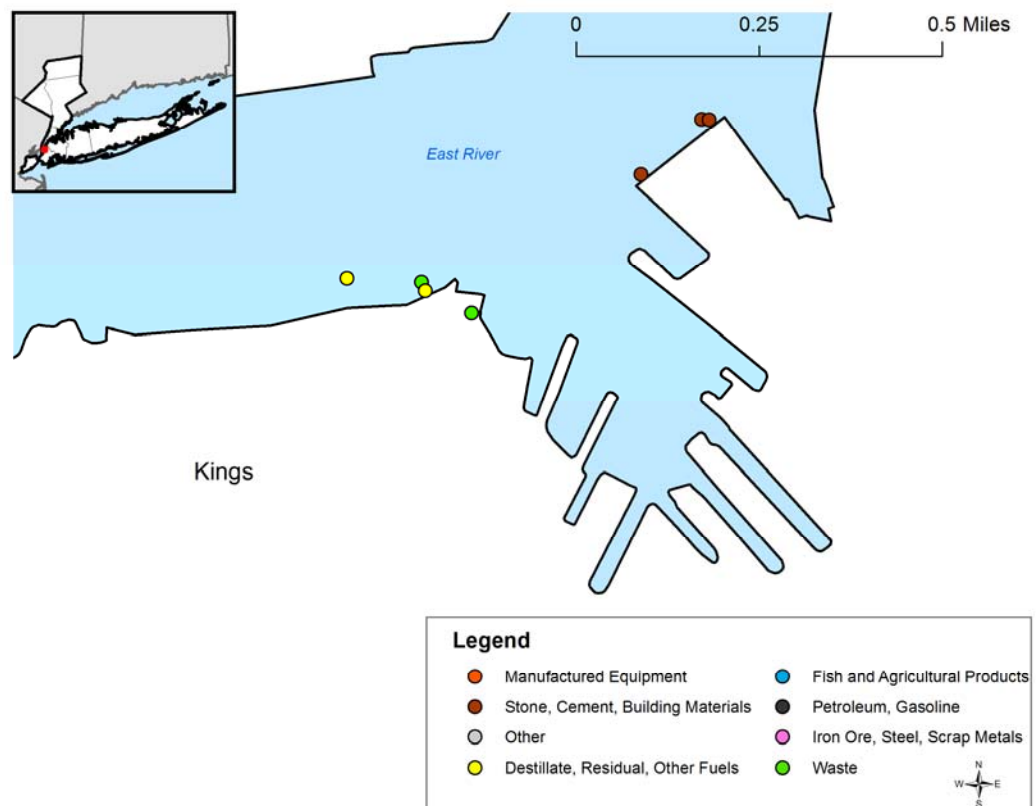 0 0.25 0.5 Miles
East River
Kings
Legend
Manufactured Equipment
Stone, Cement, Building Materials
Other
Destillate, Residual, Other Fuels
Fish and Agricultural Products
Petroleum, Gasoline
Iron Ore, Steel, Scrap Metals
Waste
N
W E
S